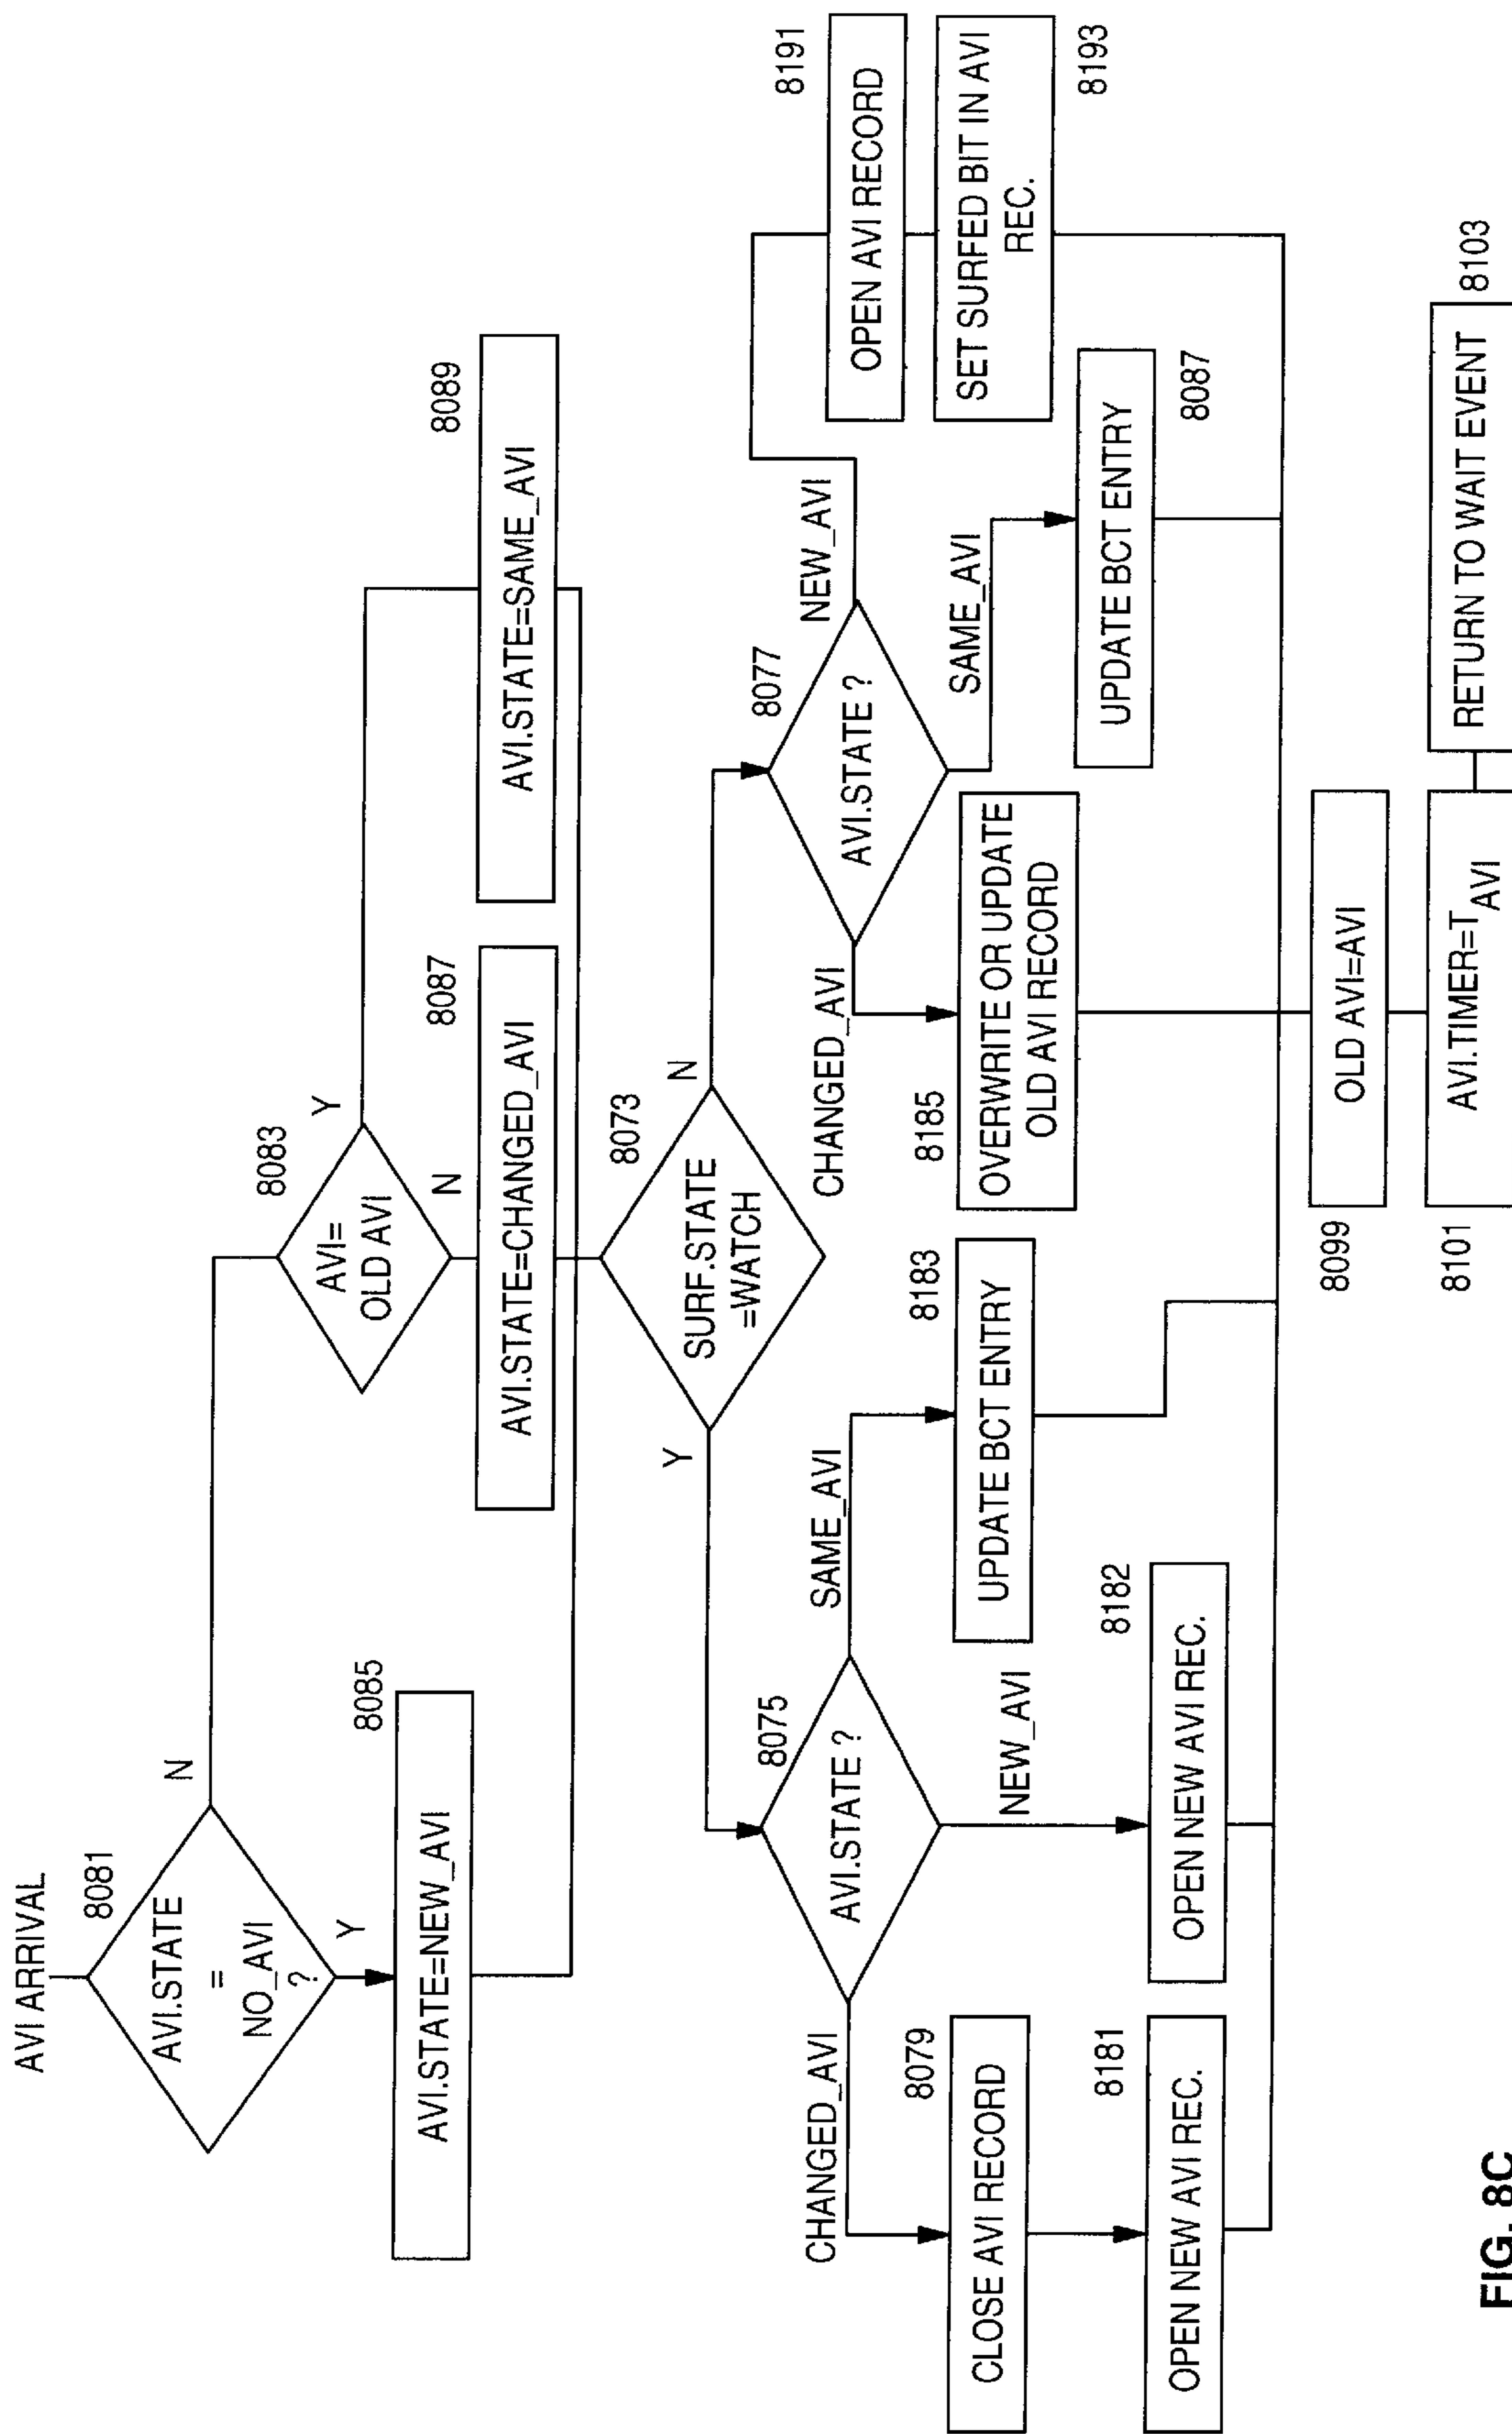 AVI ARRIVAL
8081
AVI.STATE
=
NO_AVI
?
N
Y
8085
AVI.STATE=NEW_AVI
8083
AVI=
OLD AVI
Y
N
8087
AVI.STATE=CHANGED_AVI
8089
AVI.STATE=SAME_AVI
8073
SURF.STATE
=WATCH
Y
N
8075
AVI.STATE ?
CHANGED_AVI
SAME_AVI
NEW_AVI
8079
CLOSE AVI RECORD
8181
OPEN NEW AVI REC.
8182
OPEN NEW AVI REC.
8183
UPDATE BCT ENTRY
8077
AVI.STATE ?
CHANGED_AVI
NEW_AVI
SAME_AVI
8185
OVERWRITE OR UPDATE
OLD AVI RECORD
UPDATE BCT ENTRY
8087
8191
OPEN AVI RECORD
SET SURFED BIT IN AVI
REC.
8193
8099
OLD AVI=AVI
8101
AVI.TIMER=T AVI
RETURN TO WAIT EVENT
8103
FIG. 8C